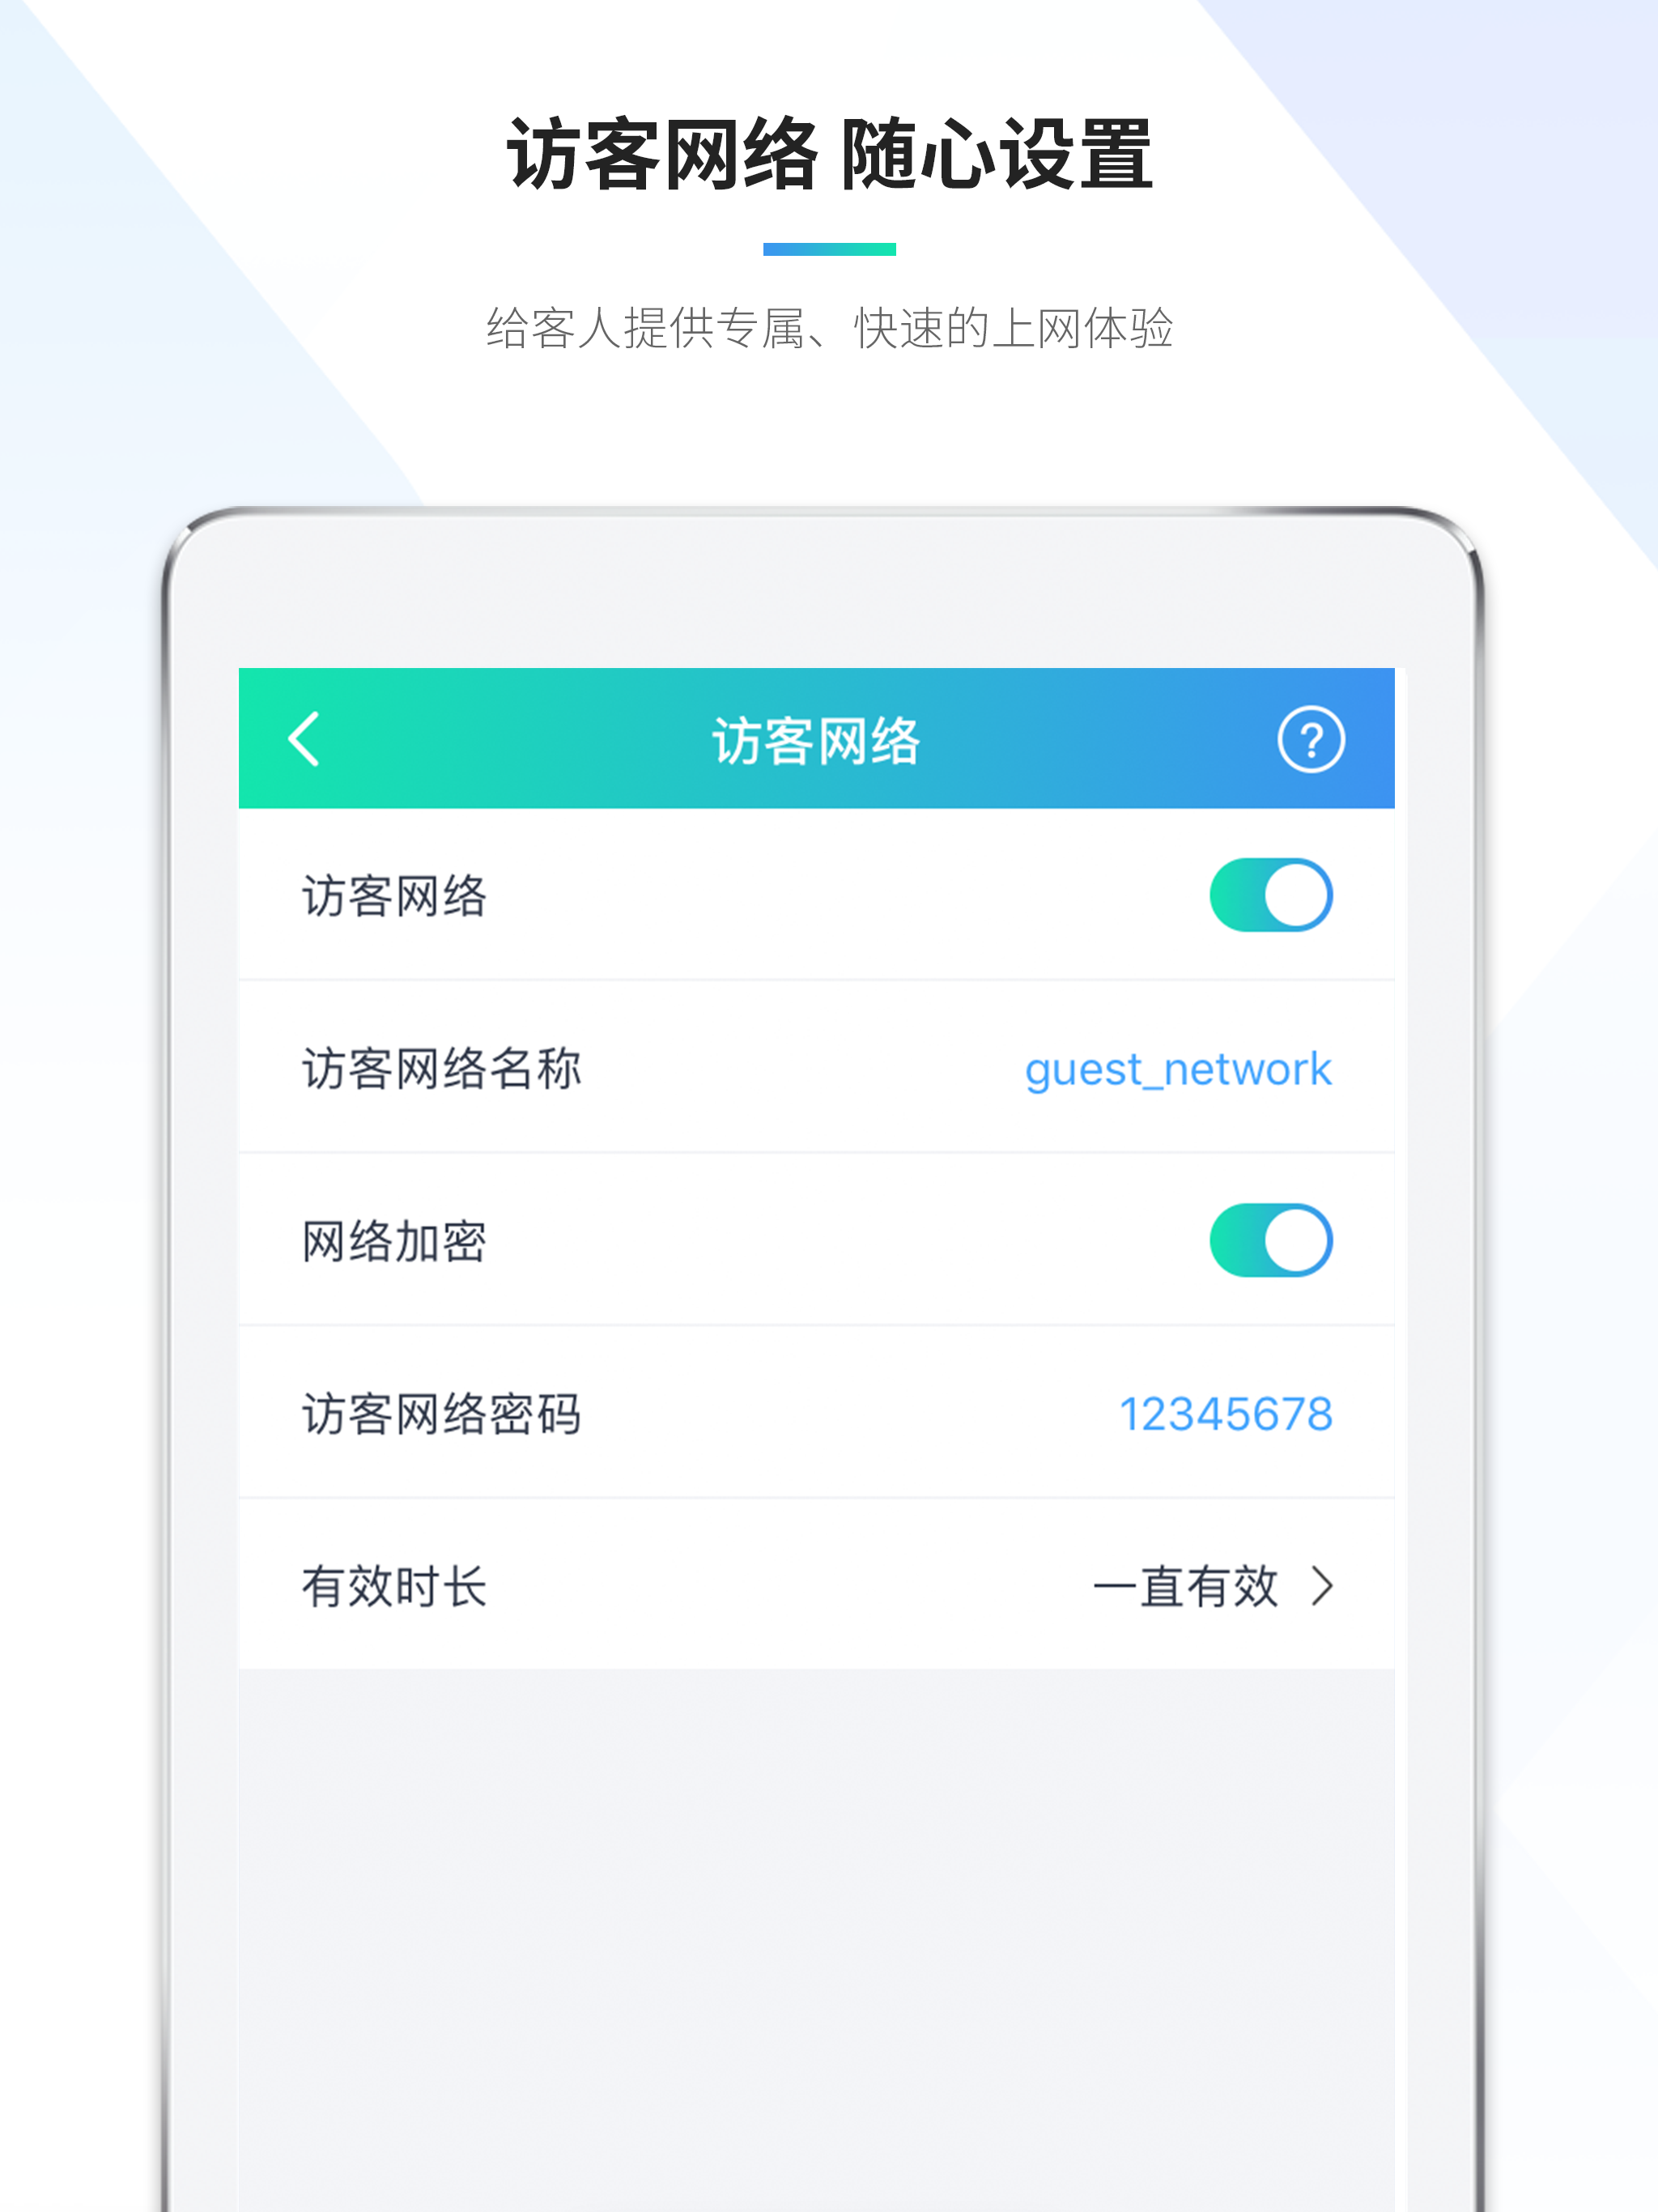 访客网络 随心设置
给客人提供专属、快速的上网体验
访客网络
?
访客网络
访客网络名称 guest_network
网络加密
访客网络密码 12345678
有效时长 一直有效